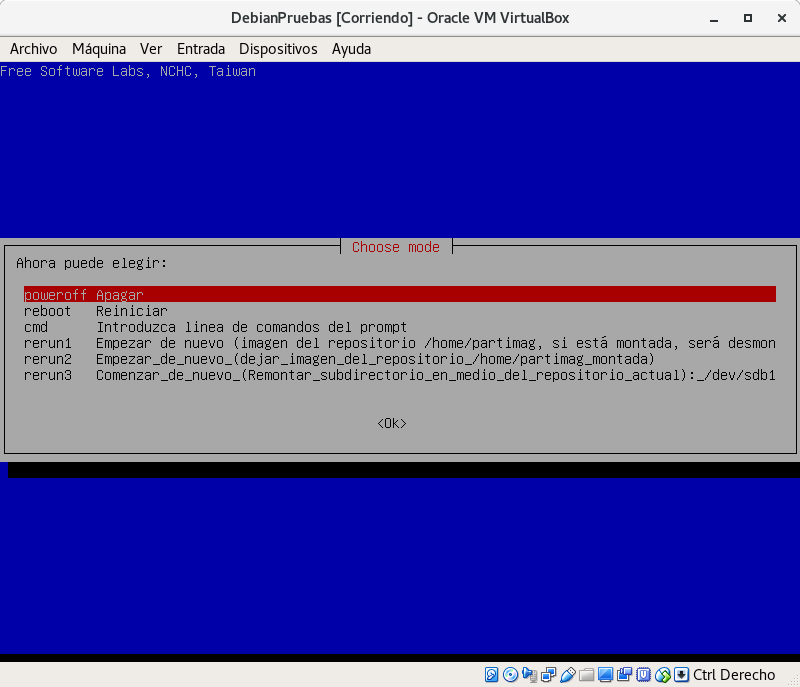 DebianPruebas [Corriendo] - Oracle VM VirtualBox
Archivo Máquina Ver Entrada Dispositivos Ayuda
Free Software Labs, NCHC, Taiwan
Choose mode
Ahora puede elegir:
poweroff Apagar
reboot Reiniciar
cmd Introduzca linea de comandos del prompt
rerun1 Empezar de nuevo (imagen del repositorio /home/partimag, si está montada, será desmon
rerun2 Empezar_de_nuevo_(dejar_imagen_del_repositorio_/home/partimag_montada)
rerun3 Comenzar_de_nuevo_(Remontar_subdirectorio_en_medio_del_repositorio_actual):_/dev/sdb1
<Ok>
Ctrl Derecho